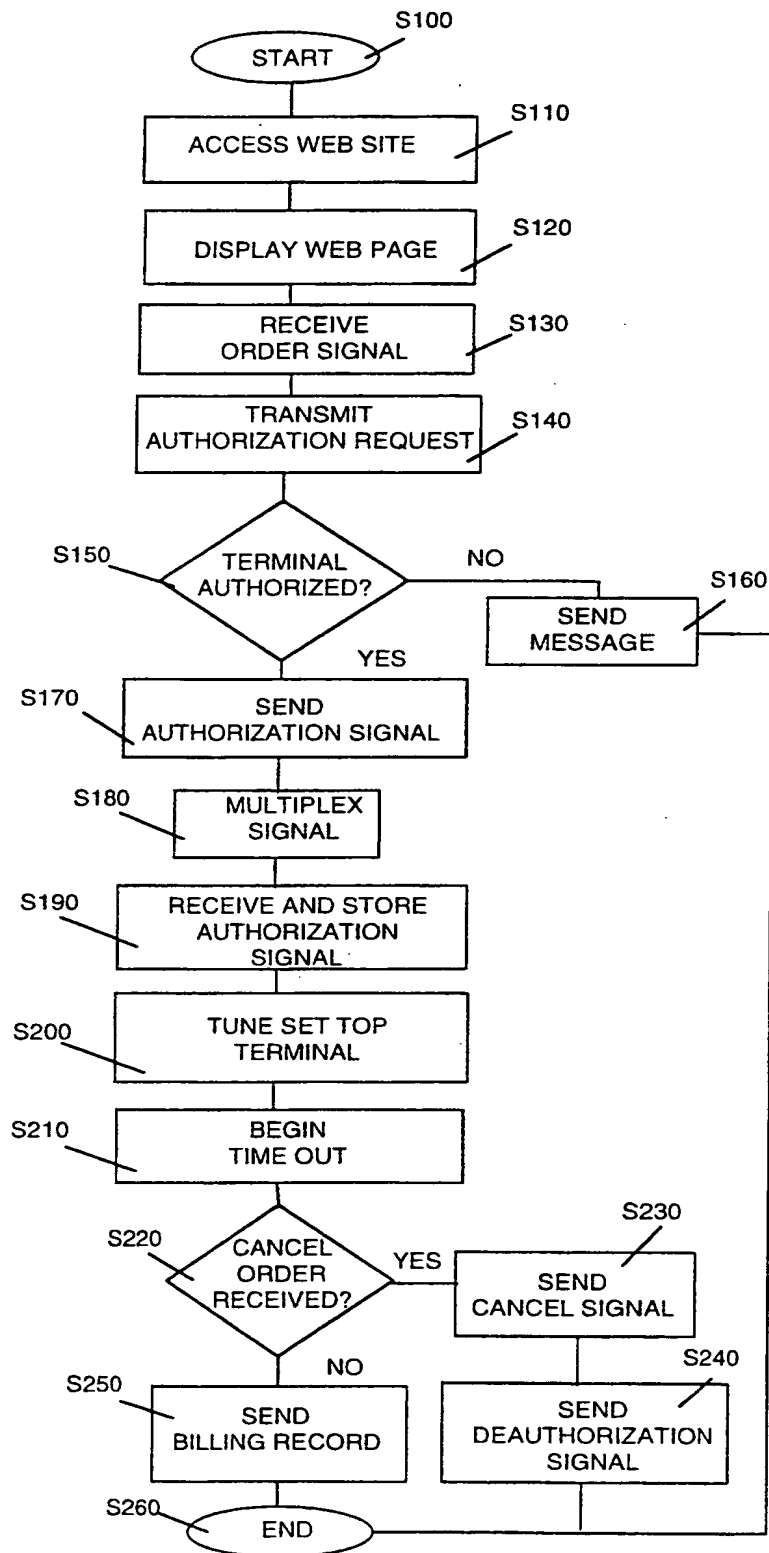 S100
START
S110
ACCESS WEB SITE
S120
DISPLAY WEB PAGE
S130
RECEIVE
ORDER SIGNAL
S140
TRANSMIT
AUTHORIZATION REQUEST
S150
TERMINAL
AUTHORIZED?
NO
S160
SEND
MESSAGE
YES
S170
SEND
AUTHORIZATION SIGNAL
S180
MULTIPLEX
SIGNAL
S190
RECEIVE AND STORE
AUTHORIZATION
SIGNAL
S200
TUNE SET TOP
TERMINAL
S210
BEGIN
TIME OUT
S220
CANCEL
ORDER
RECEIVED?
YES
S230
SEND
CANCEL SIGNAL
S240
SEND
DEAUTHORIZATION
SIGNAL
NO
S250
SEND
BILLING RECORD
S260
END